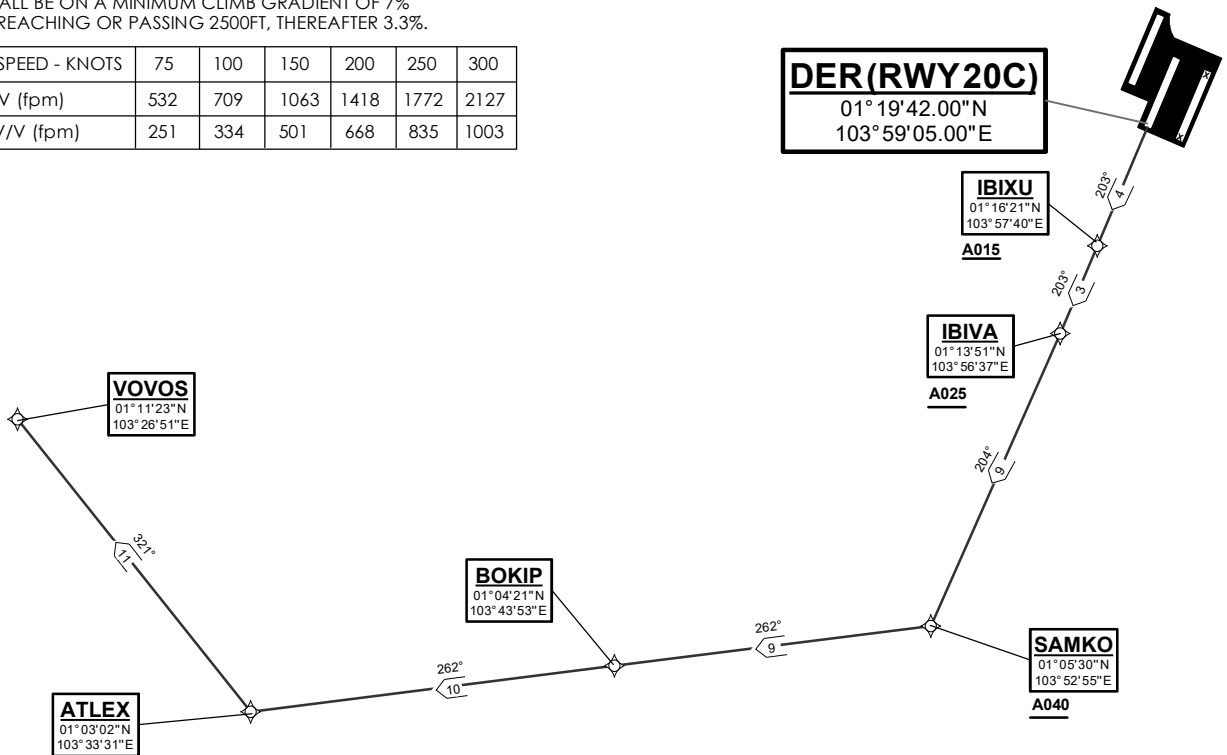 ALL BE ON A MINIMUM CLIMB GRADIENT OF 7%
REACHING OR PASSING 2500FT, THEREAFTER 3.3%.
SPEED - KNOTS 75 100 150 200 250 300
V (fpm) 532 709 1063 1418 1772 2127
V/V (fpm) 251 334 501 668 835 1003
DER(RWY20C)
01°19'42.00"N
103°59'05.00"E
203°
4
IBIXU
01°16'21"N
103°57'40"E
A015
203°
3
IBIVA
01°13'51"N
103°56'37"E
A025
204°
9
VOVOS
01°11'23"N
103°26'51"E
321°
11
BOKIP
01°04'21"N
103°43'53"E
262°
9
262°
10
SAMKO
01°05'30"N
103°52'55"E
A040
ATLEX
01°03'02"N
103°33'31"E
x
x